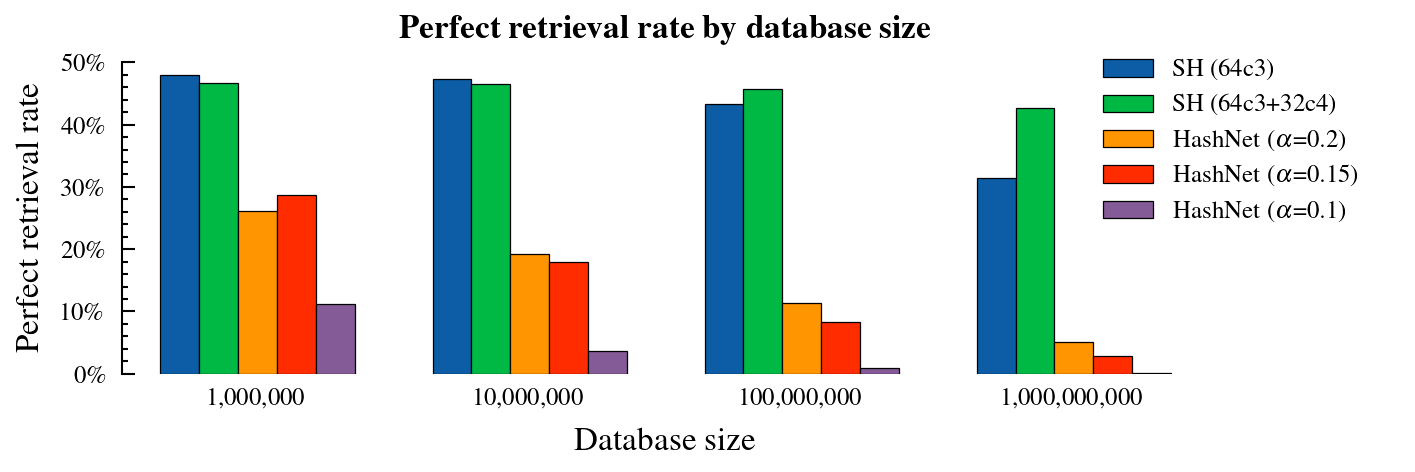 Perfect retrieval rate by database size
Perfect retrieval rate
50%
40%
30%
20%
10%
0%
1,000,000
10,000,000
100,000,000
1,000,000,000
Database size
SH (64c3)
SH (64c3+32c4)
HashNet (α=0.2)
HashNet (α=0.15)
HashNet (α=0.1)